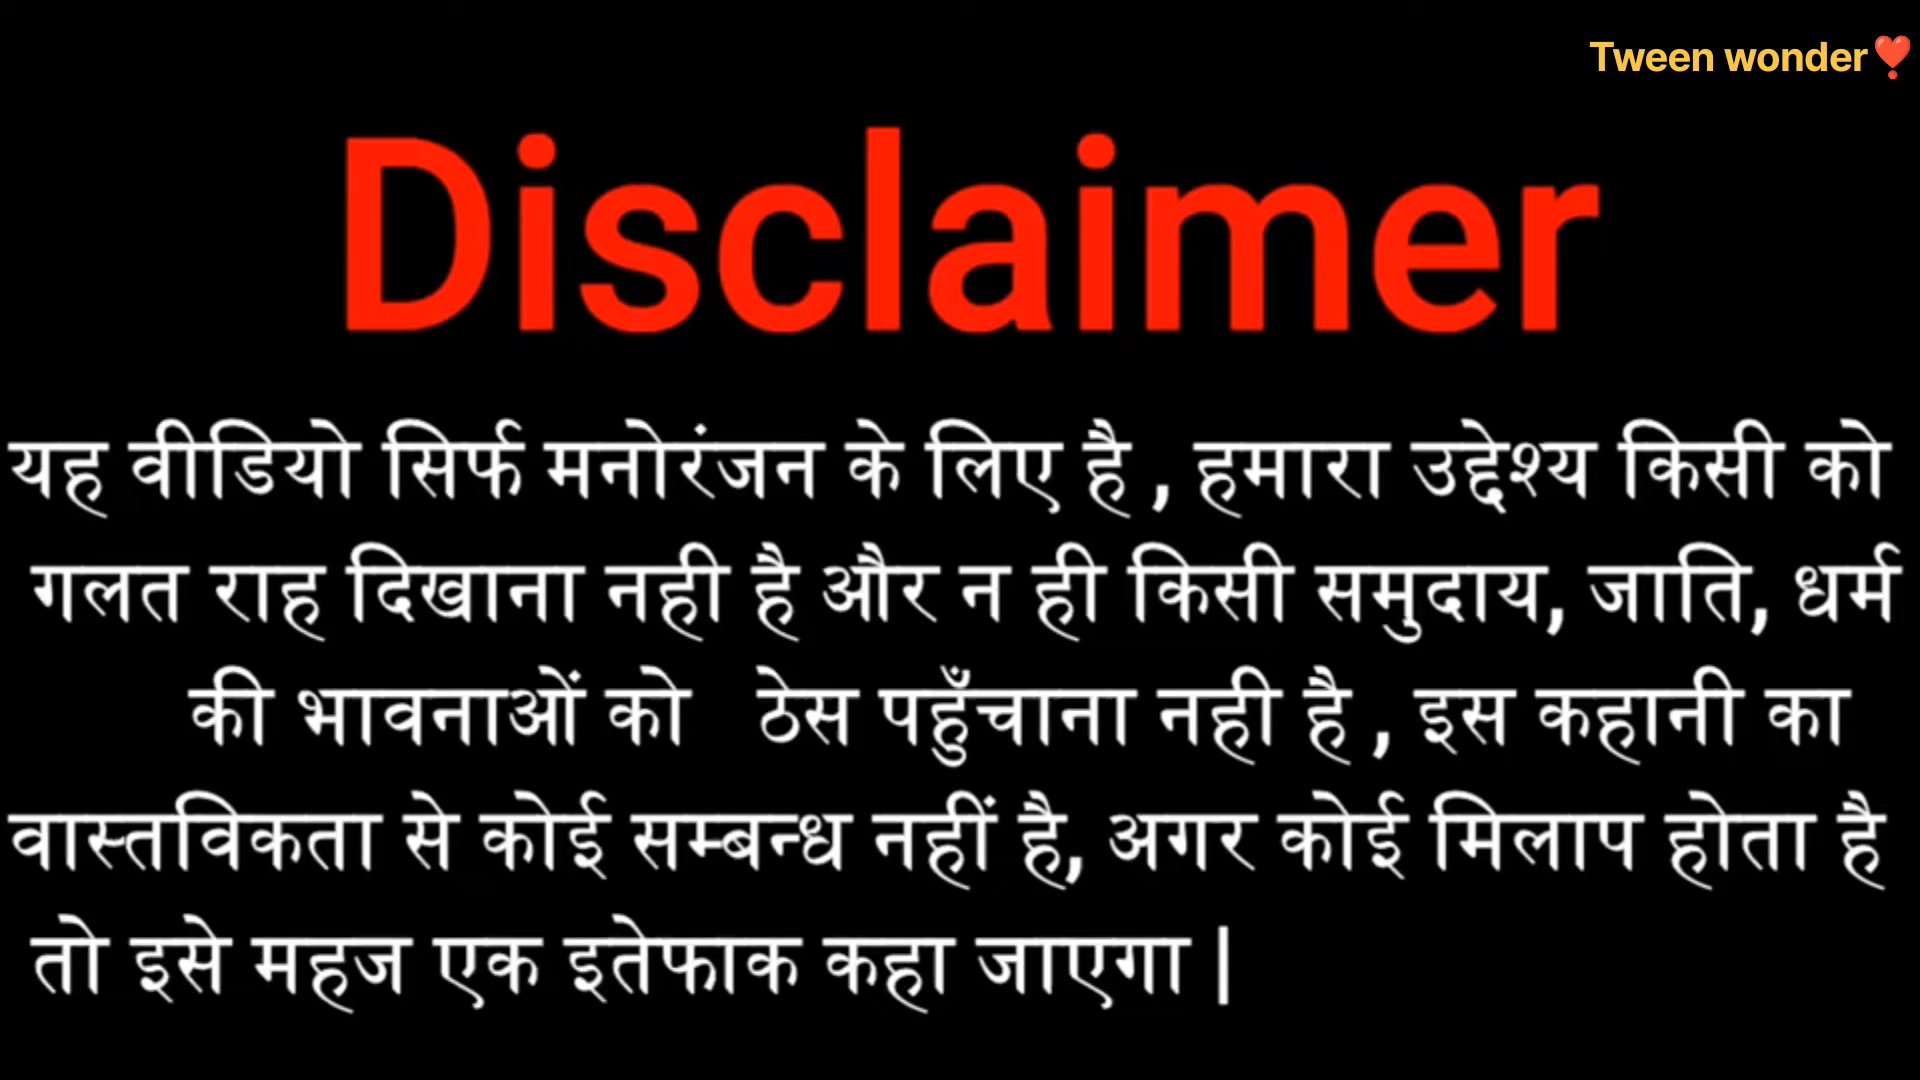 Tween wonder❣️
Disclaimer
यह वीडियो सिर्फ मनोरंजन के लिए है , हमारा उद्देश्य किसी को
गलत राह दिखाना नही है और न ही किसी समुदाय, जाति, धर्म
की भावनाओं को ठेस पहुँचाना नही है , इस कहानी का
वास्तविकता से कोई सम्बन्ध नहीं है, अगर कोई मिलाप होता है
तो इसे महज एक इतेफाक कहा जाएगा |